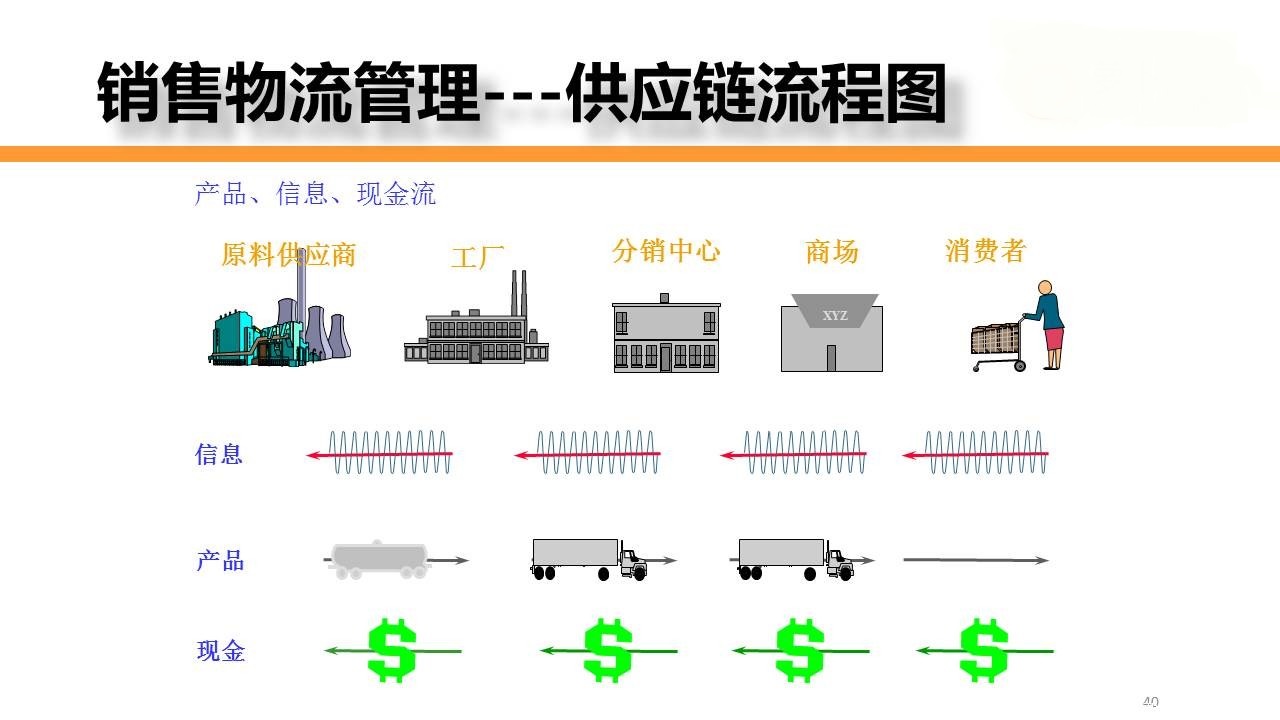 销售物流管理---供应链流程图
产品、信息、现金流
原料供应商 工厂 分销中心 商场 消费者
XYZ
信息
产品
现金
40